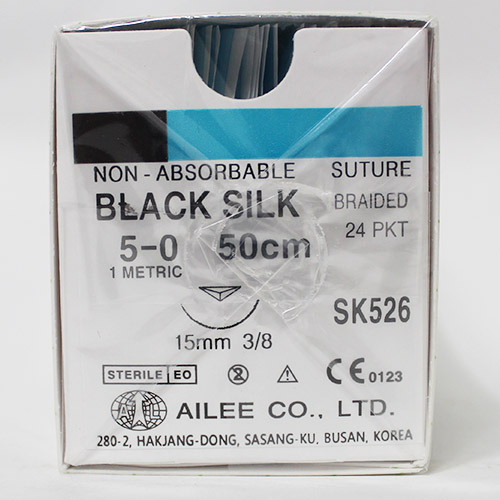 NON - ABSORBABLE SUTURE
BLACK SILK BRAIDED
5-0 50cm 24 PKT
1 METRIC
SK526
15mm 3/8
STERILE EO 2 CE 0123
AILEE CO., LTD.
280-2, HAKJANG-DONG, SASANG-KU, BUSAN, KOREA